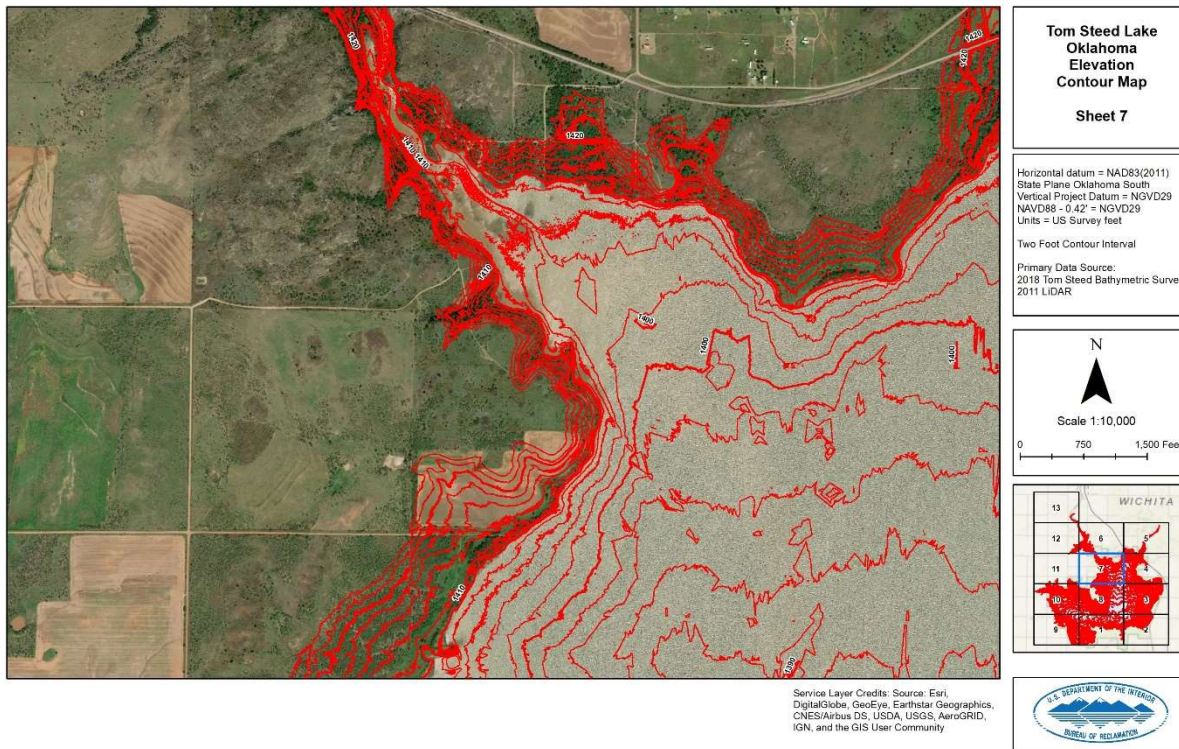 Tom Steed Lake
Oklahoma
Elevation
Contour Map
Sheet 7
Horizontal datum = NAD83(2011)
State Plane Oklahoma South
Vertical Project Datum = NGVD29
NAVD88 - 0.42' = NGVD29
Units = US Survey feet
Two Foot Contour Interval
Primary Data Source:
2018 Tom Steed Bathymetric Surve
2011 LiDAR
N
Scale 1:10,000
0 750 1,500 Fee
WICHITA
13
12 6 5
11 7 4
10 8 3
9 1 2
U.S. DEPARTMENT OF THE INTERIOR
BUREAU OF RECLAMATION
1420
1420
1420
1420
1410
1410
1410
1400
1400
1400
1410
1390
Service Layer Credits: Source: Esri,
DigitalGlobe, GeoEye, Earthstar Geographics,
CNES/Airbus DS, USDA, USGS, AeroGRID,
IGN, and the GIS User Community